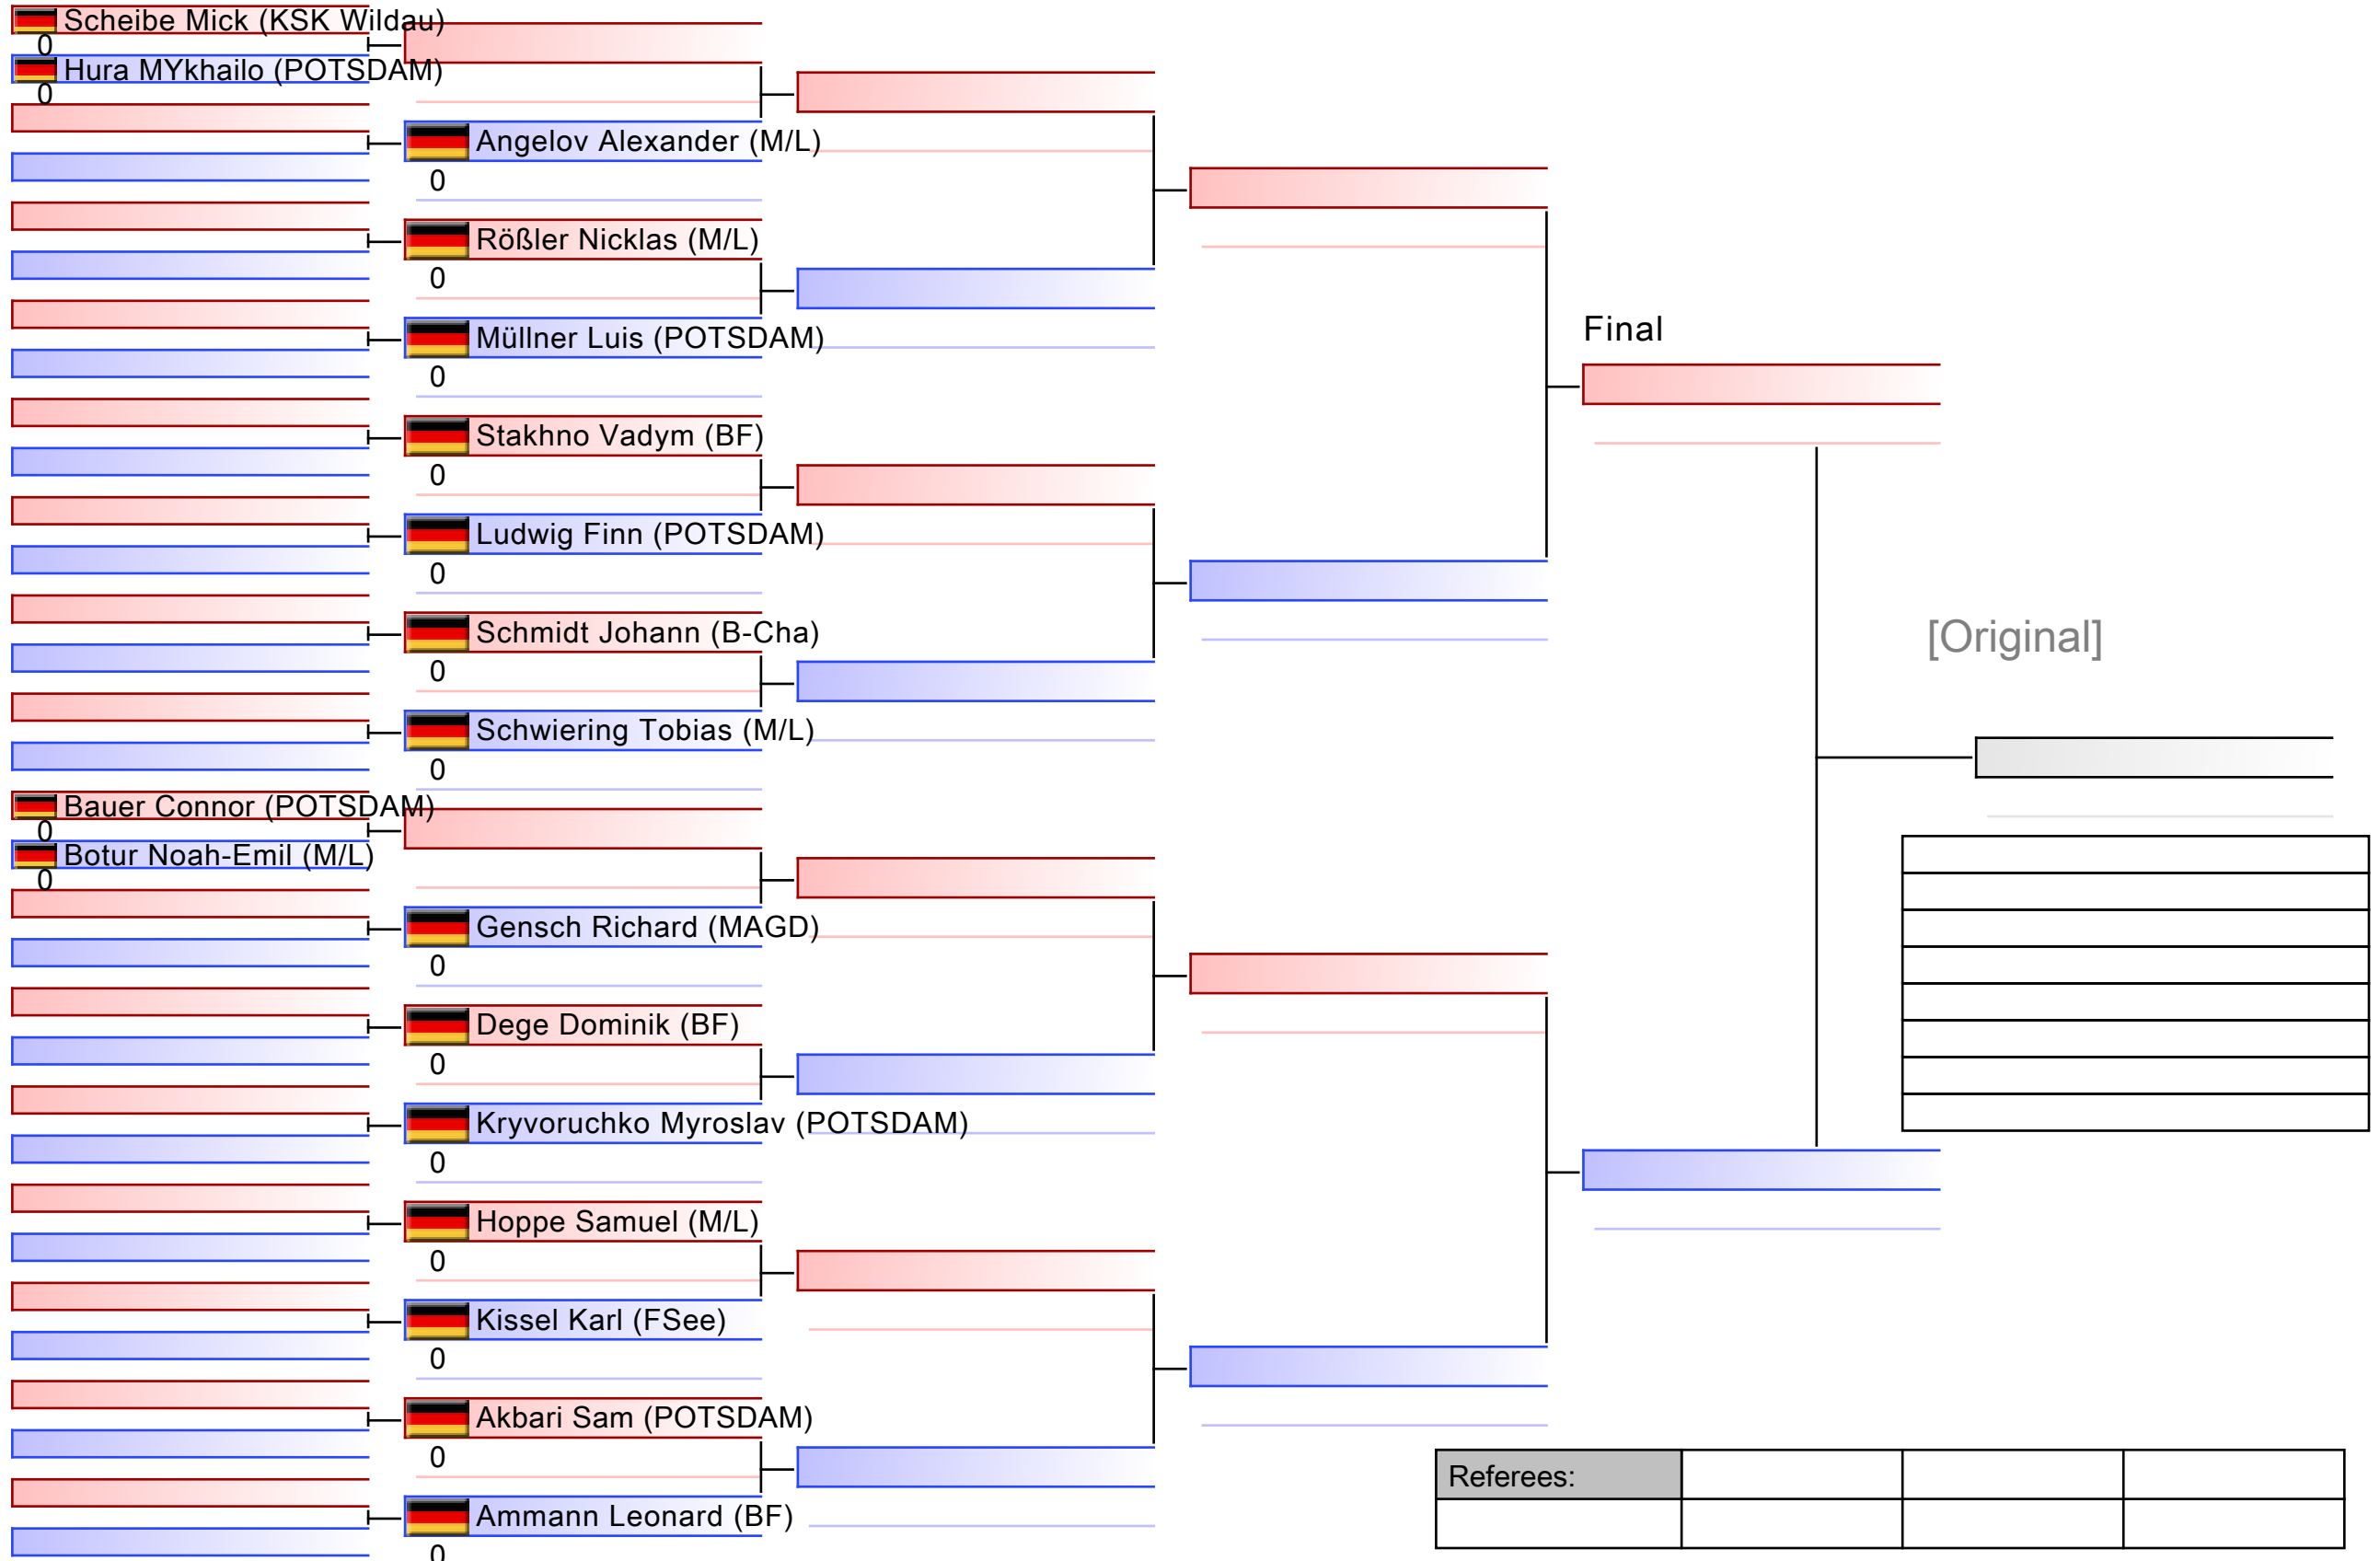 Scheibe Mick (KSK Wildau)
0
Hura MYkhailo (POTSDAM)
0
Angelov Alexander (M/L)
0
Rößler Nicklas (M/L)
0
Müllner Luis (POTSDAM)
0
Stakhno Vadym (BF)
0
Ludwig Finn (POTSDAM)
0
Schmidt Johann (B-Cha)
0
Schwiering Tobias (M/L)
0
Bauer Connor (POTSDAM)
0
Botur Noah-Emil (M/L)
0
Gensch Richard (MAGD)
0
Dege Dominik (BF)
0
Kryvoruchko Myroslav (POTSDAM)
0
Hoppe Samuel (M/L)
0
Kissel Karl (FSee)
0
Akbari Sam (POTSDAM)
0
Ammann Leonard (BF)
0
Final
[Original]
Referees: